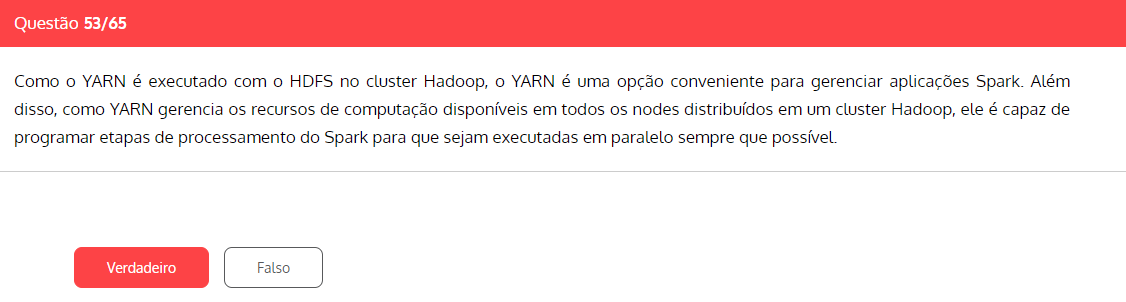 Questão 53/65
Como o YARN é executado com o HDFS no cluster Hadoop, o YARN é uma opção conveniente para gerenciar aplicações Spark. Além
disso, como YARN gerencia os recursos de computação disponíveis em todos os nodes distribuídos em um cluster Hadoop, ele é capaz de
programar etapas de processamento do Spark para que sejam executadas em paralelo sempre que possível.
Verdadeiro
Falso